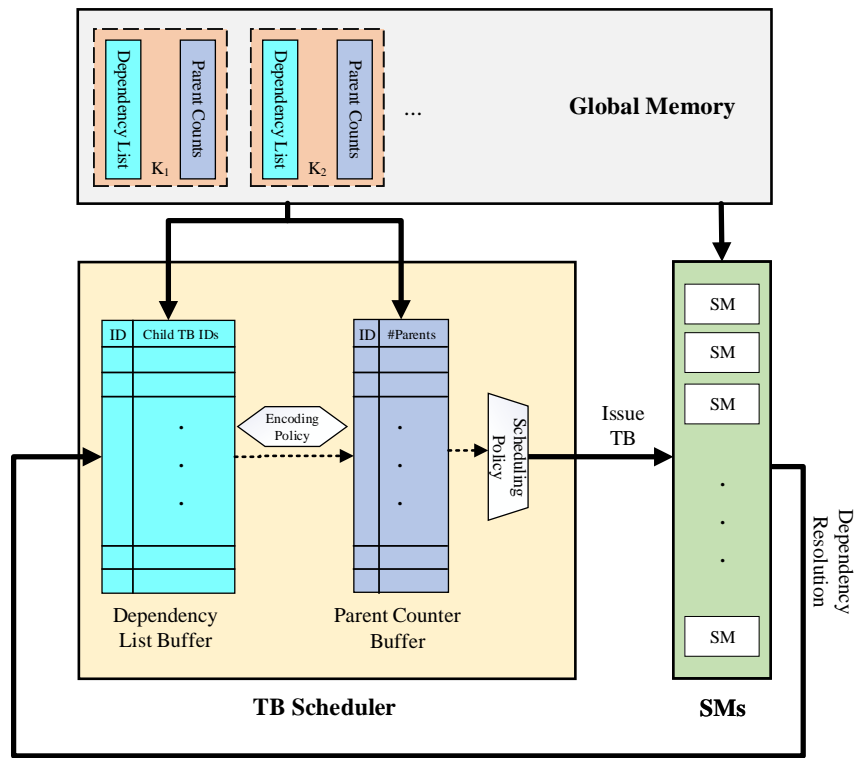 Dependency List
Parent Counts
K1
Dependency List
Parent Counts
K2
...
Global Memory
ID
Child TB IDs
ID
#Parents
Encoding
Policy
Scheduling
Policy
Issue
TB
SM
SM
SM
SM
Dependency
Resolution
Dependency
List Buffer
Parent Counter
Buffer
TB Scheduler
SMs